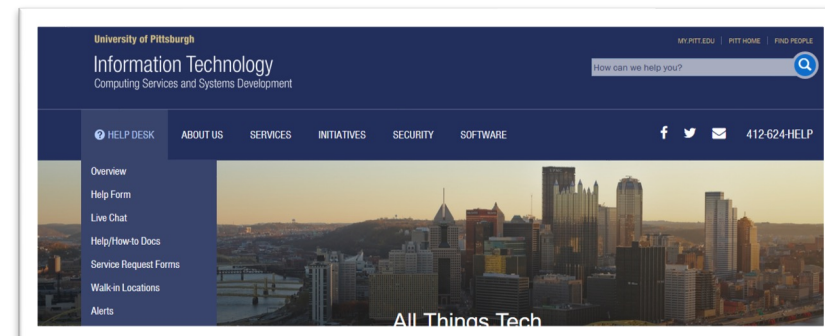 University of Pittsburgh
MY.PITT.EDU | PITT HOME | FIND PEOPLE
Information Technology
Computing Services and Systems Development
How can we help you?
? HELP DESK ABOUT US SERVICES INITIATIVES SECURITY SOFTWARE f 412-624-HELP
Overview
Help Form
Live Chat
Help/How-to Docs
Service Request Forms
Walk-in Locations
Alerts
All Things Tech